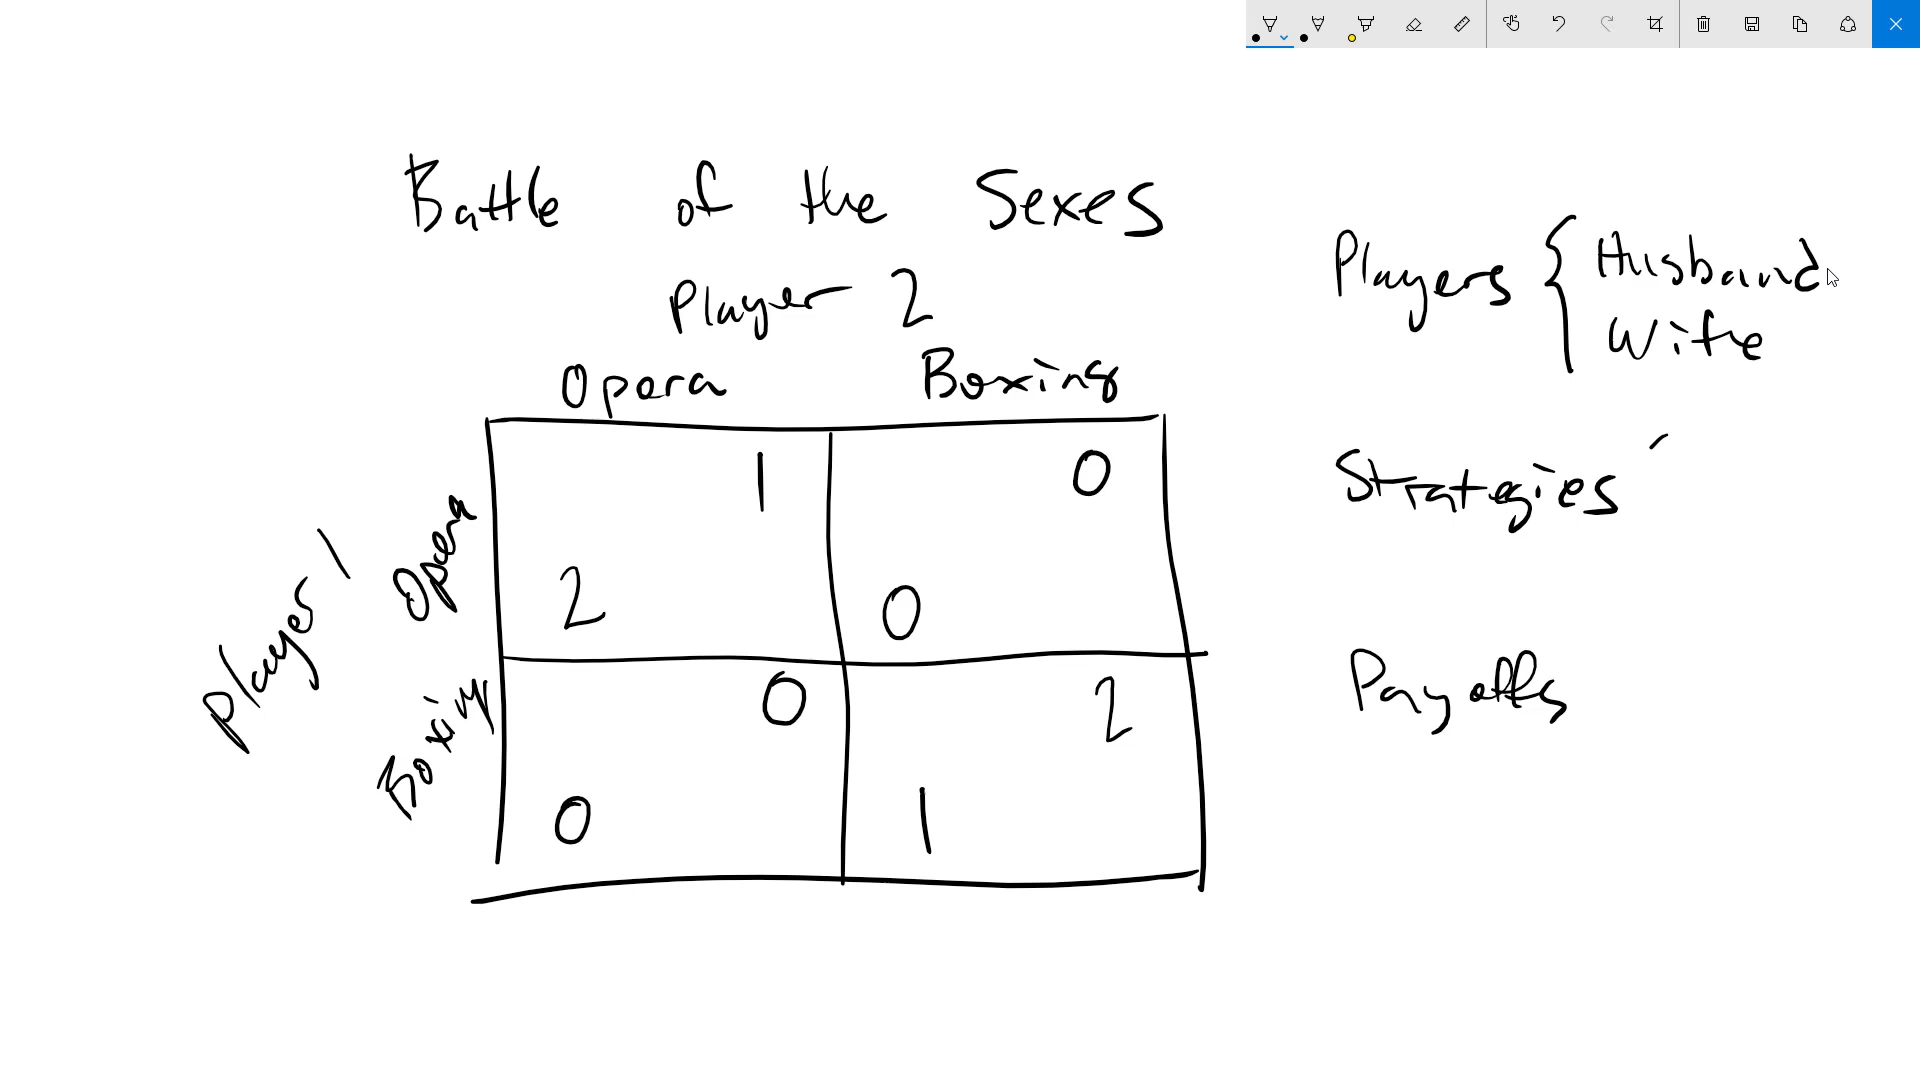 Battle of the Sexes
Player 2
Opera Boxing
Player 1
Opera
1 0
2 0
Boxing
0 2
0 1
Players { Husband
Wife
Strategies
Payoffs